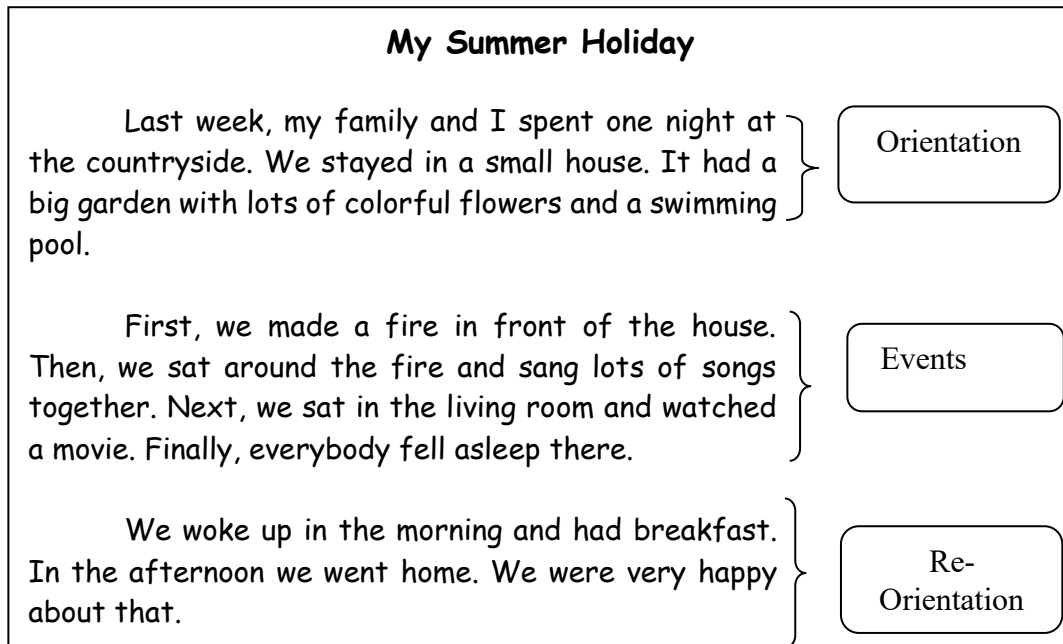 My Summer Holiday
Last week, my family and I spent one night at
the countryside. We stayed in a small house. It had a
big garden with lots of colorful flowers and a swimming
pool.
Orientation
First, we made a fire in front of the house.
Then, we sat around the fire and sang lots of songs
together. Next, we sat in the living room and watched
a movie. Finally, everybody fell asleep there.
Events
We woke up in the morning and had breakfast.
In the afternoon we went home. We were very happy
about that.
Re-
Orientation